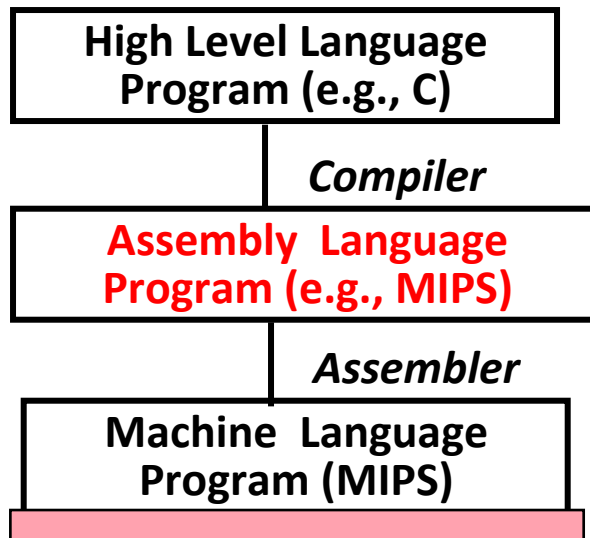 High Level Language
Program (e.g., C)
Compiler
Assembly Language
Program (e.g., MIPS)
Assembler
Machine Language
Program (MIPS)